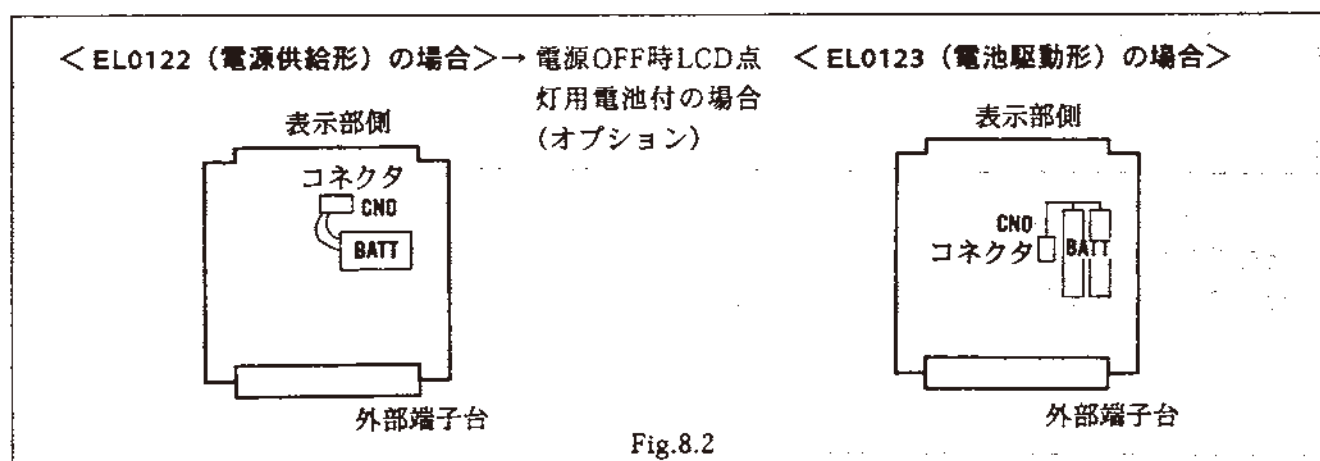 ＜EL0122（電源供給形）の場合＞→ 電源OFF時LCD点
灯用電池付の場合
(オプション)
表示部側
コネクタ
CNO
BATT
外部端子台
＜EL0123（電池駆動形）の場合＞
表示部側
CNO
コネクタ
BATT
外部端子台
Fig.8.2